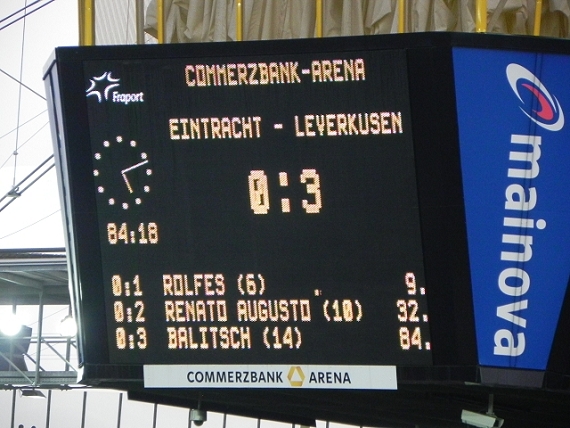 COMMERZBANK-ARENA
Fraport
EINTRACHT - LEVERKUSEN
0:3
84:18
0:1 ROLFES (6) 9.
0:2 RENATO AUGUSTO (10) 32.
0:3 BALITSCH (14) 84.
COMMERZBANK ARENA
mainova